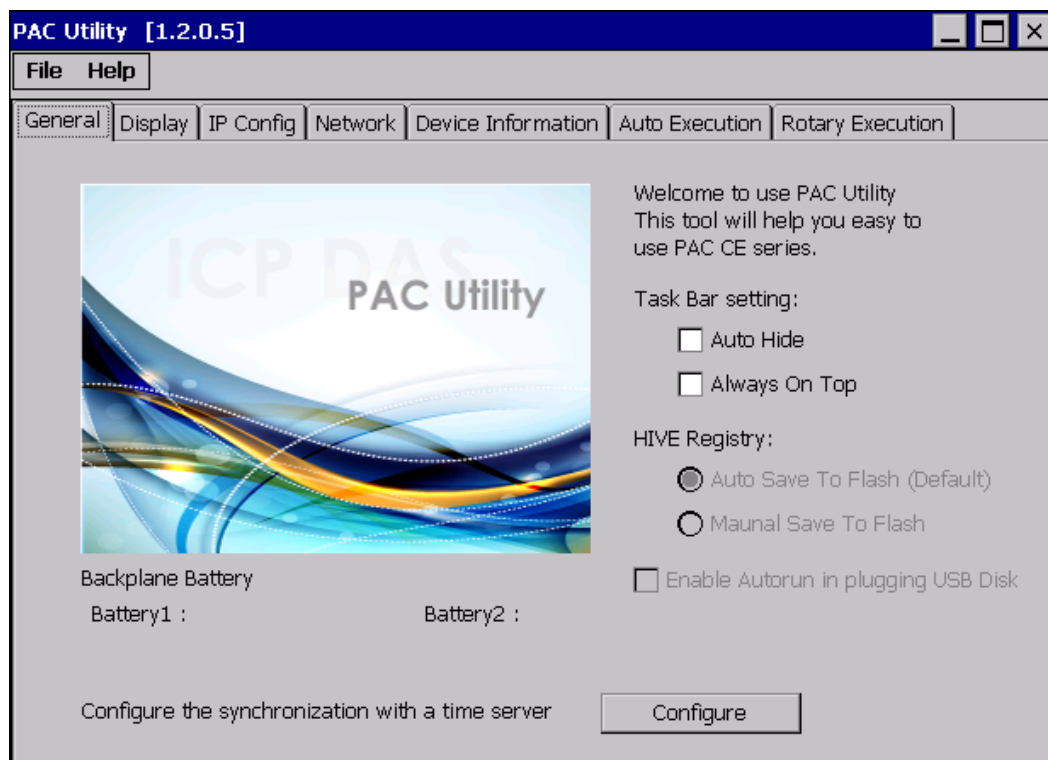 PAC Utility [1.2.0.5]
File Help
General Display IP Config Network Device Information Auto Execution Rotary Execution
ICP DAS
PAC Utility
Welcome to use PAC Utility
This tool will help you easy to
use PAC CE series.
Task Bar setting:
Auto Hide
Always On Top
HIVE Registry:
Auto Save To Flash (Default)
Maunal Save To Flash
Enable Autorun in plugging USB Disk
Backplane Battery
Battery1 : Battery2 :
Configure the synchronization with a time server Configure